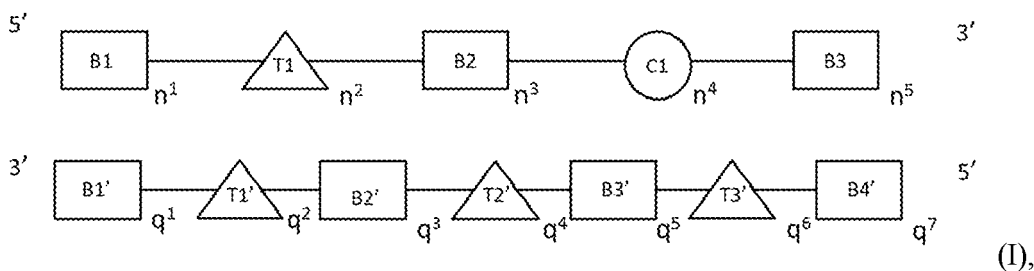 5′ B1 n¹ T1 n² B2 n³ C1 n⁴ B3 n⁵ 3′
3′ B1′ q¹ T1′ q² B2′ q³ T2′ q⁴ B3′ q⁵ T3′ q⁶ B4′ q⁷ 5′
(I),